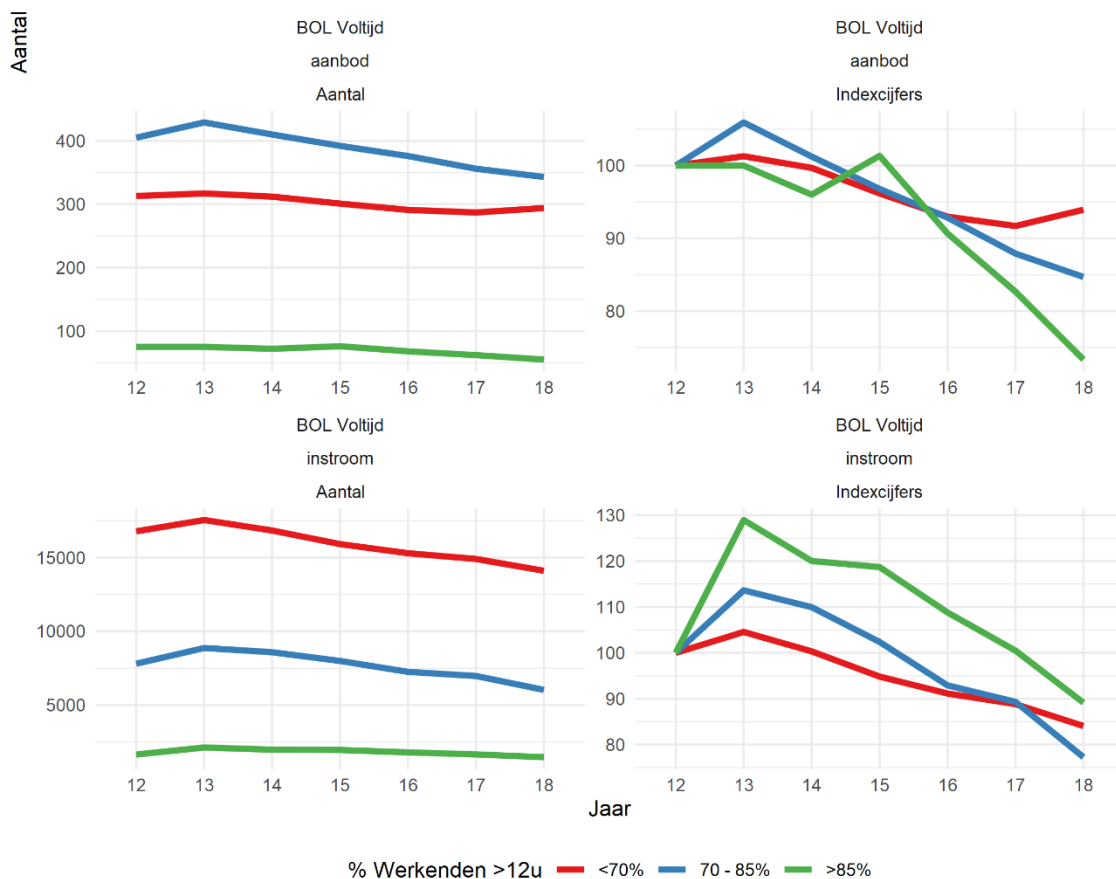 Aantal
BOL Voltijd
aanbod
Aantal
400
300
200
100
12 13 14 15 16 17 18
BOL Voltijd
aanbod
Indexcijfers
100
90
80
12 13 14 15 16 17 18
BOL Voltijd
instroom
Aantal
15000
10000
5000
12 13 14 15 16 17 18
BOL Voltijd
instroom
Indexcijfers
130
120
110
100
90
80
12 13 14 15 16 17 18
Jaar
% Werkenden >12u <70% 70 - 85% >85%